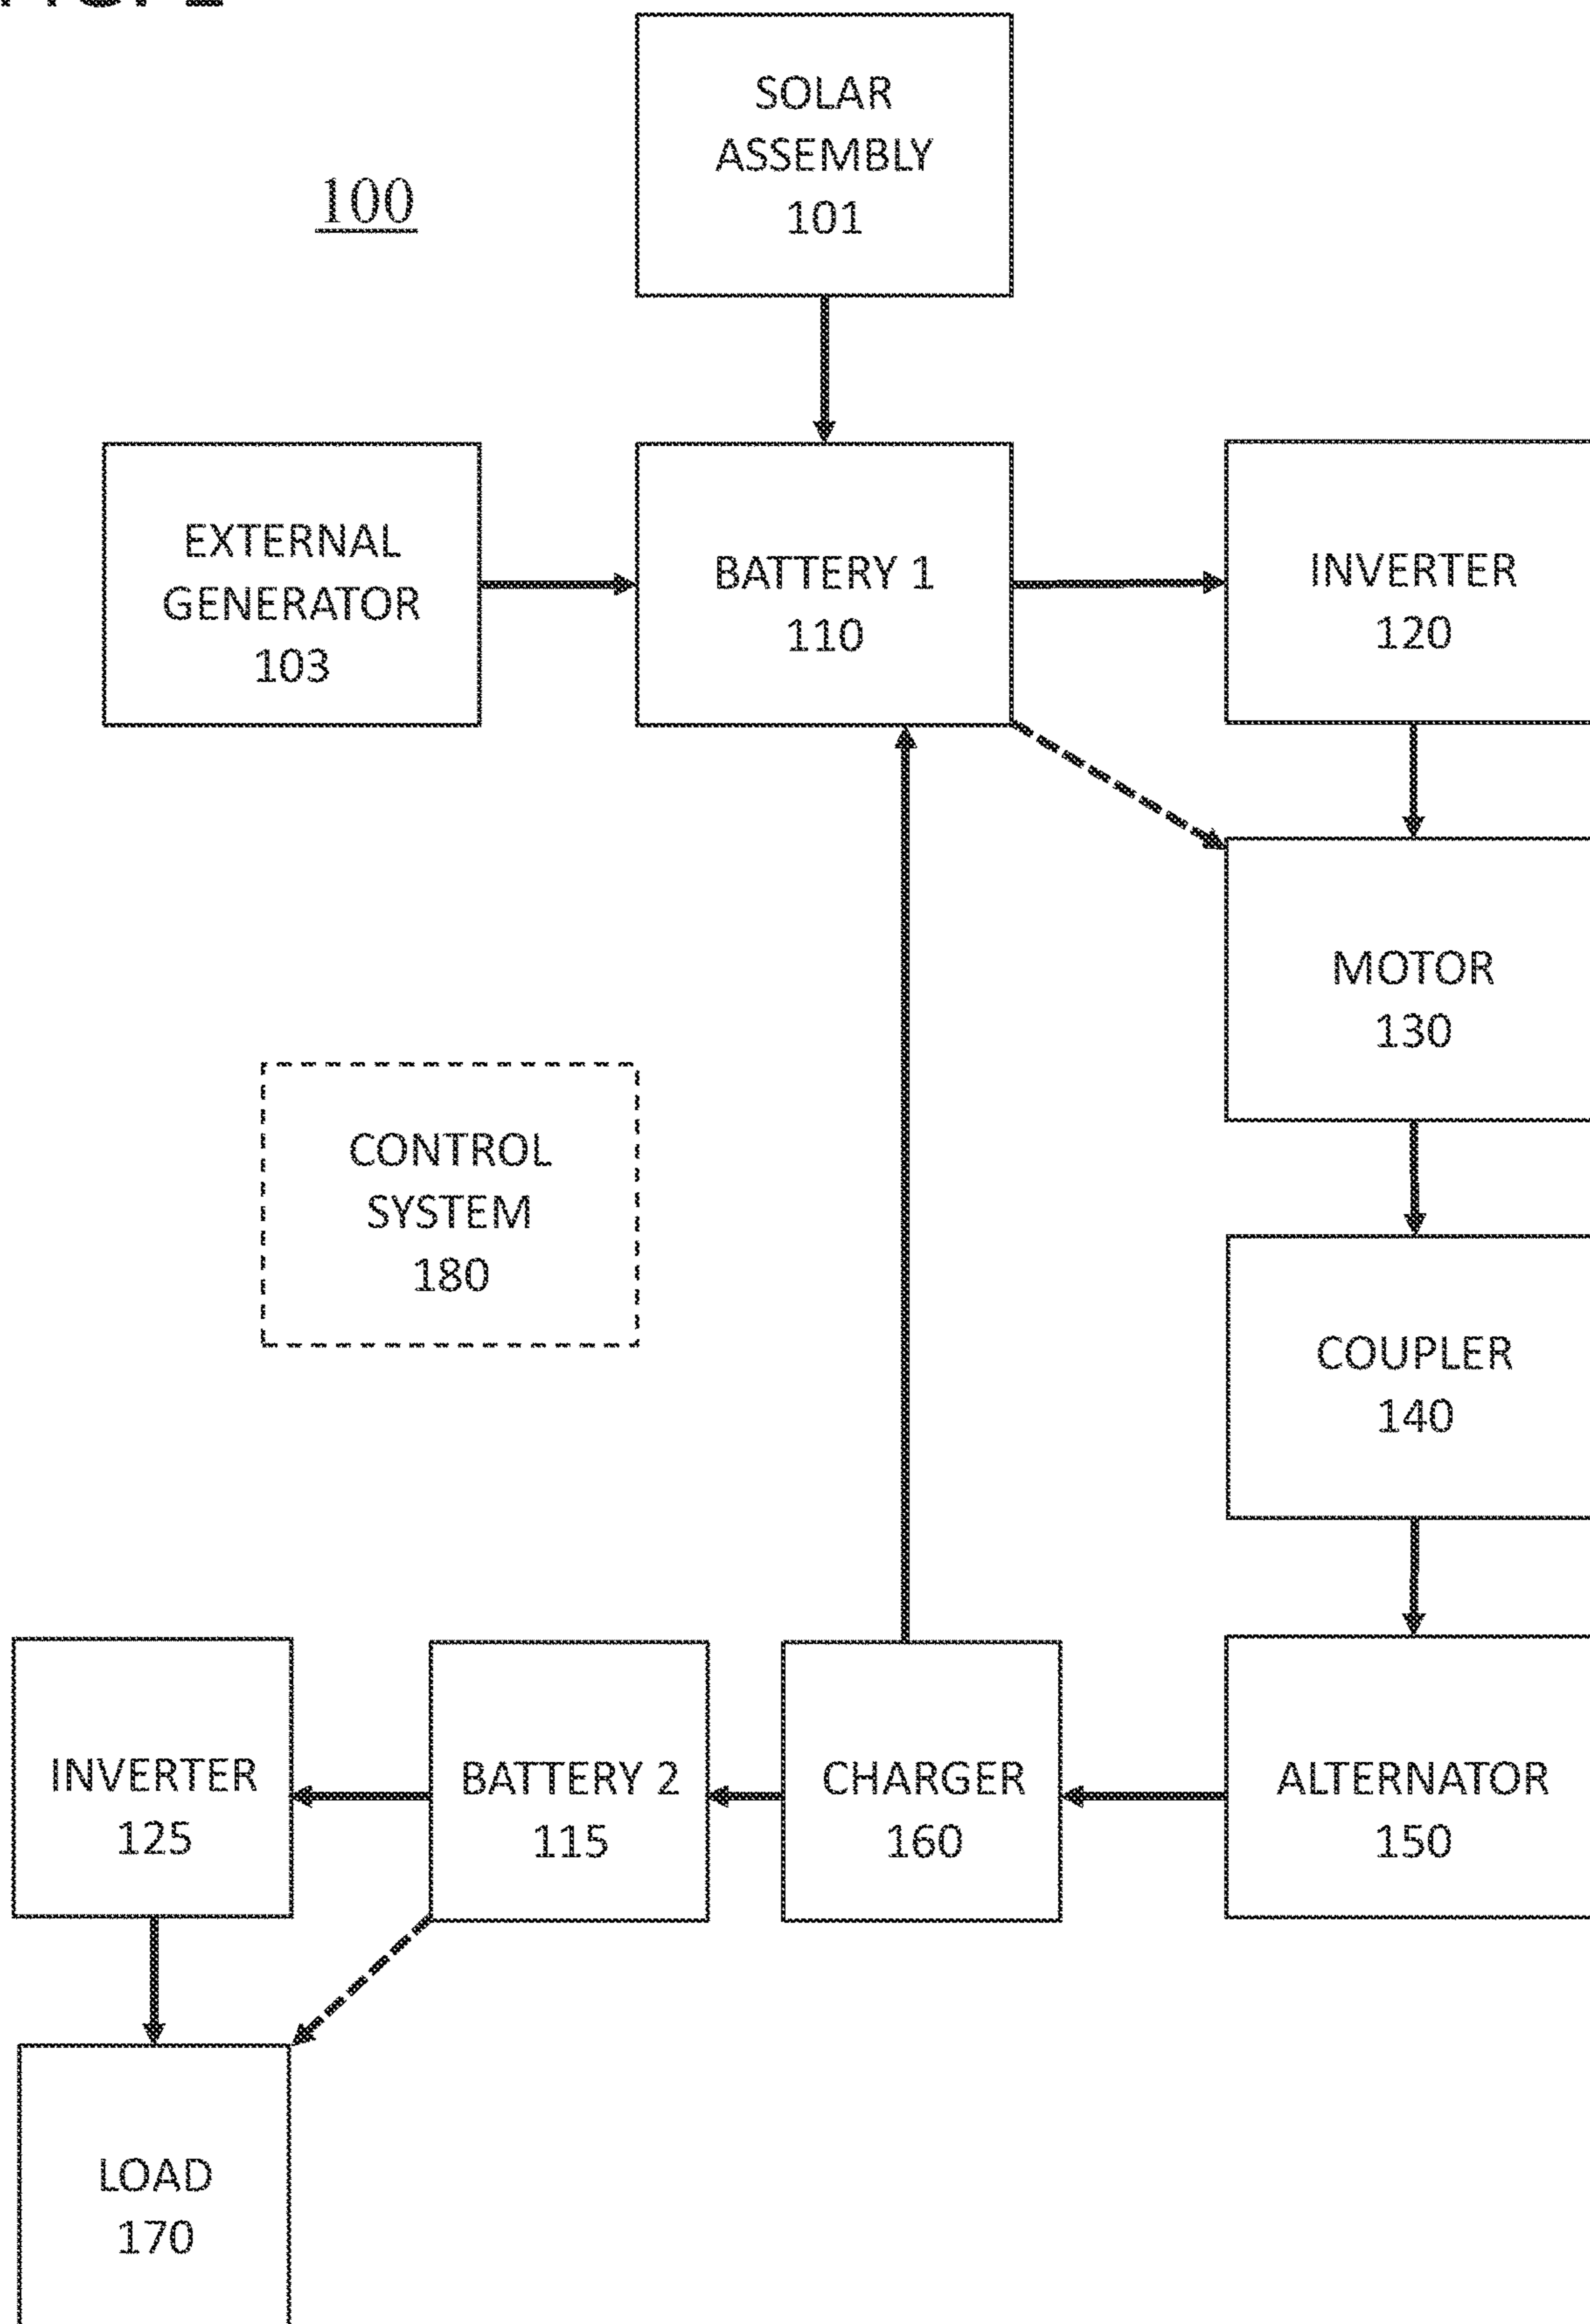 SOLAR
ASSEMBLY
101
100
EXTERNAL
GENERATOR
103
BATTERY 1
110
INVERTER
120
MOTOR
130
CONTROL
SYSTEM
180
COUPLER
140
INVERTER
125
BATTERY 2
115
CHARGER
160
ALTERNATOR
150
LOAD
170